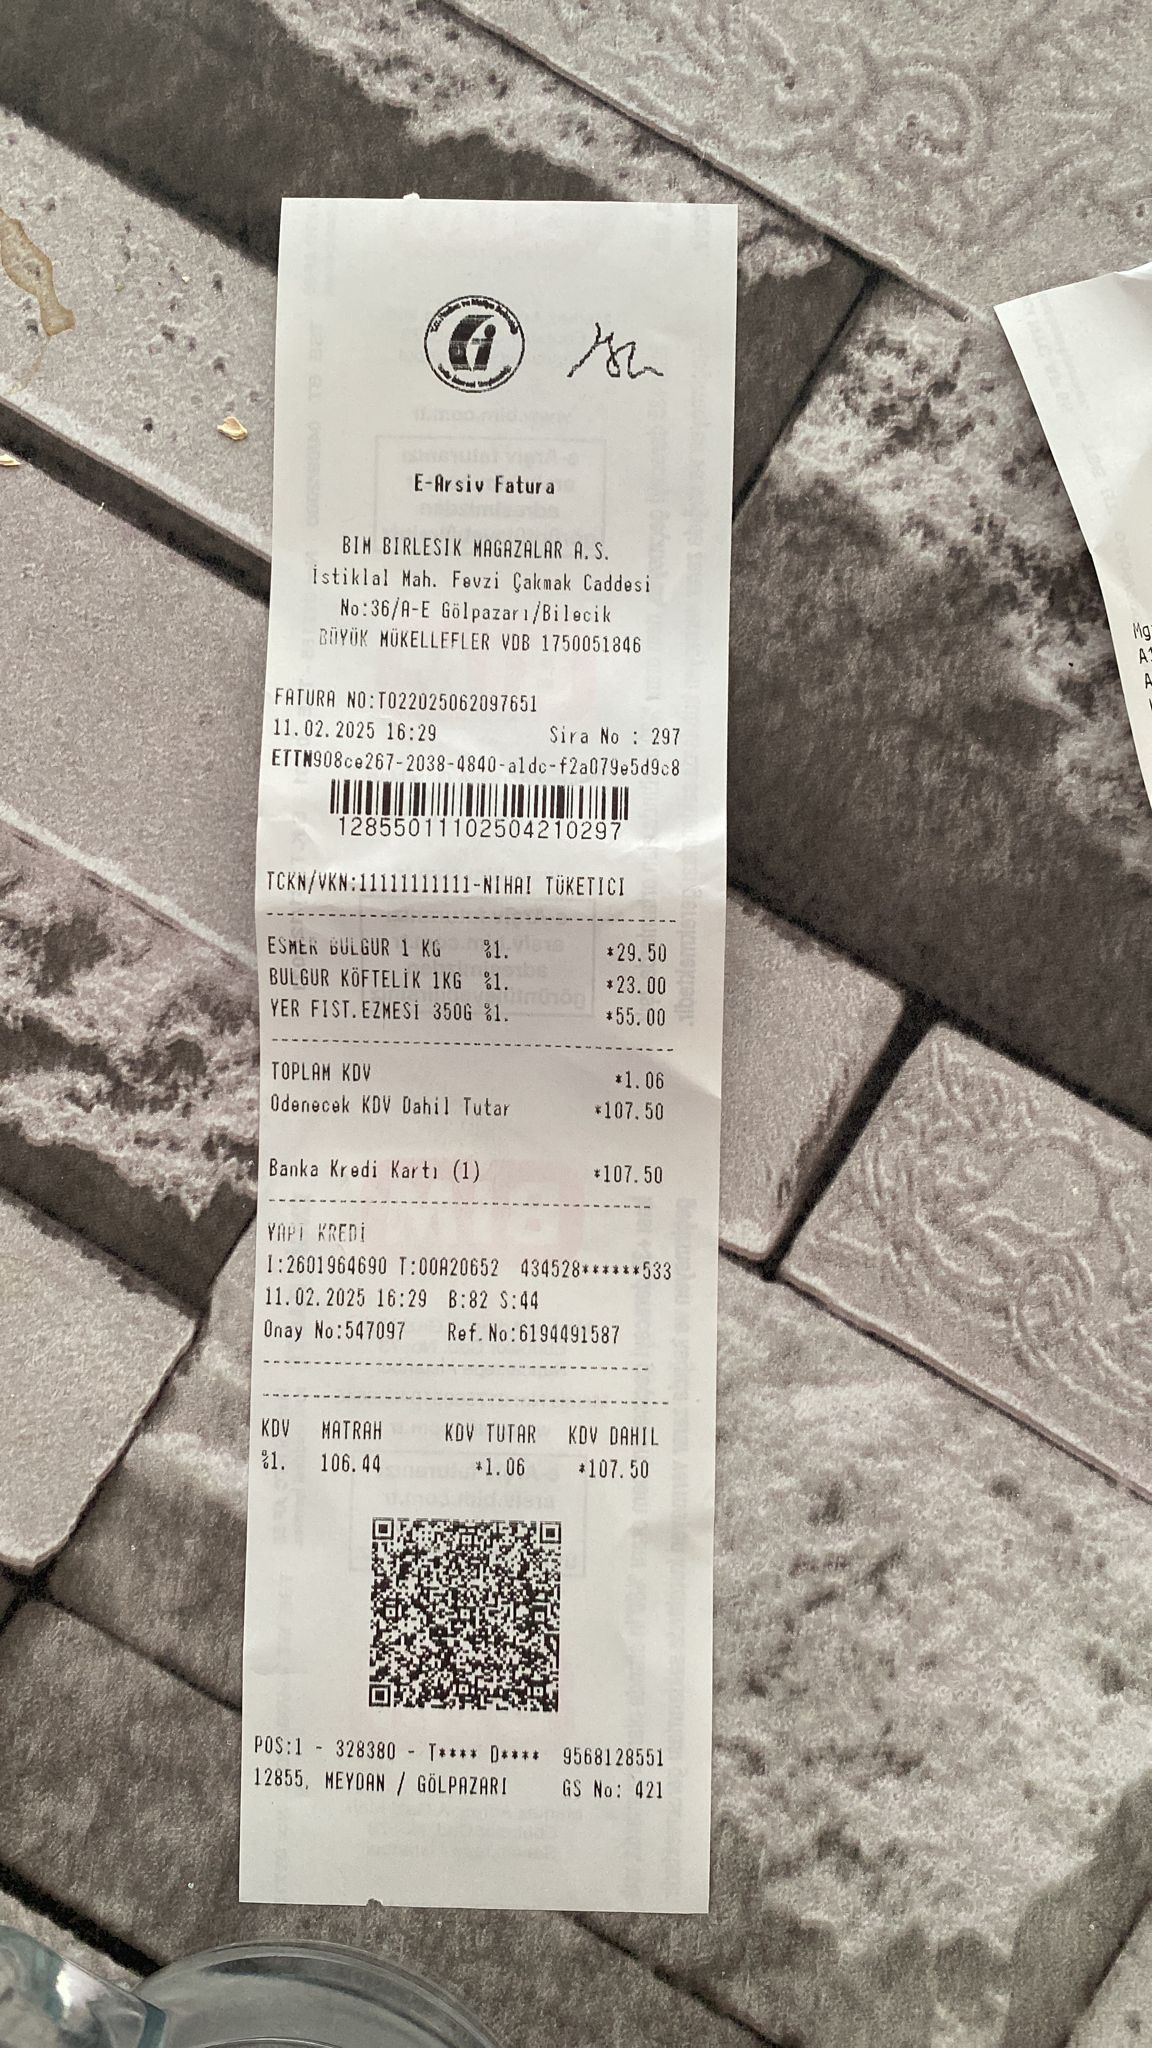 E-Arsiv Fatura
BIM BIRLESIK MAGAZALAR A.S.
İstiklal Mah. Fevzi Çakmak Caddesi
No:36/A-E Gölpazarı/Bilecik
BÜYÜK MÜKELLEFLER VDB 1750051846
FATURA NO:T022025062097651
11.02.2025 16:29 Sira No : 297
ETTN908ce267-2038-4840-a1dc-f2a079e5d9c8
12855011102504210297
TCKN/VKN:11111111111-NIHAI TÜKETICI
ESMER BULGUR 1 KG %1. *29.50
BULGUR KÖFTELİK 1KG %1. *23.00
YER FIST.EZMESİ 350G %1. *55.00
TOPLAM KDV *1.06
Odenecek KDV Dahil Tutar *107.50
Banka Kredi Kartı (1) *107.50
YAPI KREDİ
I:2601964690 T:00A20652 434528******533
11.02.2025 16:29 B:82 S:44
Onay No:547097 Ref.No:6194491587
KDV MATRAH KDV TUTAR KDV DAHIL
%1. 106.44 *1.06 *107.50
POS:1 - 328380 - T**** D**** 9568128551
12855, MEYDAN / GÖLPAZARI GS No: 421